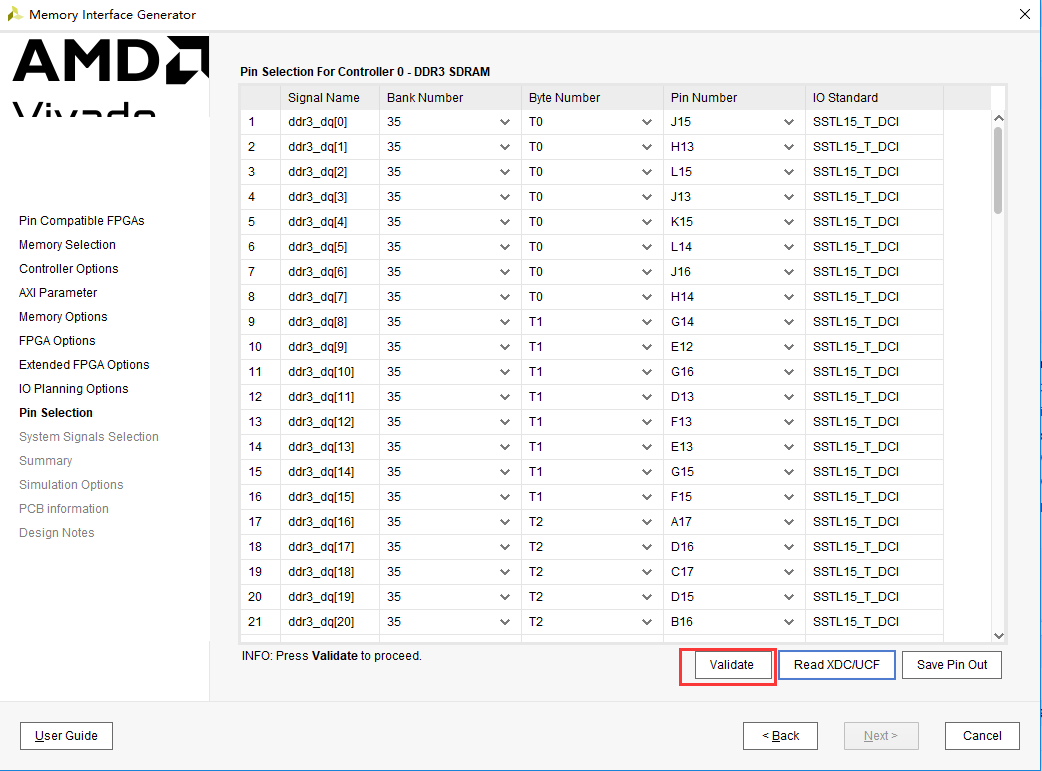 Memory Interface Generator
AMD
Vivado
Pin Compatible FPGAs
Memory Selection
Controller Options
AXI Parameter
Memory Options
FPGA Options
Extended FPGA Options
IO Planning Options
Pin Selection
System Signals Selection
Summary
Simulation Options
PCB information
Design Notes
Pin Selection For Controller 0 - DDR3 SDRAM
Signal Name Bank Number Byte Number Pin Number IO Standard
1 ddr3_dq[0] 35 T0 J15 SSTL15_T_DCI
2 ddr3_dq[1] 35 T0 H13 SSTL15_T_DCI
3 ddr3_dq[2] 35 T0 L15 SSTL15_T_DCI
4 ddr3_dq[3] 35 T0 J13 SSTL15_T_DCI
5 ddr3_dq[4] 35 T0 K15 SSTL15_T_DCI
6 ddr3_dq[5] 35 T0 L14 SSTL15_T_DCI
7 ddr3_dq[6] 35 T0 J16 SSTL15_T_DCI
8 ddr3_dq[7] 35 T0 H14 SSTL15_T_DCI
9 ddr3_dq[8] 35 T1 G14 SSTL15_T_DCI
10 ddr3_dq[9] 35 T1 E12 SSTL15_T_DCI
11 ddr3_dq[10] 35 T1 G16 SSTL15_T_DCI
12 ddr3_dq[11] 35 T1 D13 SSTL15_T_DCI
13 ddr3_dq[12] 35 T1 F13 SSTL15_T_DCI
14 ddr3_dq[13] 35 T1 E13 SSTL15_T_DCI
15 ddr3_dq[14] 35 T1 G15 SSTL15_T_DCI
16 ddr3_dq[15] 35 T1 F15 SSTL15_T_DCI
17 ddr3_dq[16] 35 T2 A17 SSTL15_T_DCI
18 ddr3_dq[17] 35 T2 D16 SSTL15_T_DCI
19 ddr3_dq[18] 35 T2 C17 SSTL15_T_DCI
20 ddr3_dq[19] 35 T2 D15 SSTL15_T_DCI
21 ddr3_dq[20] 35 T2 B16 SSTL15_T_DCI
INFO: Press Validate to proceed.
Validate Read XDC/UCF Save Pin Out
User Guide < Back Next > Cancel